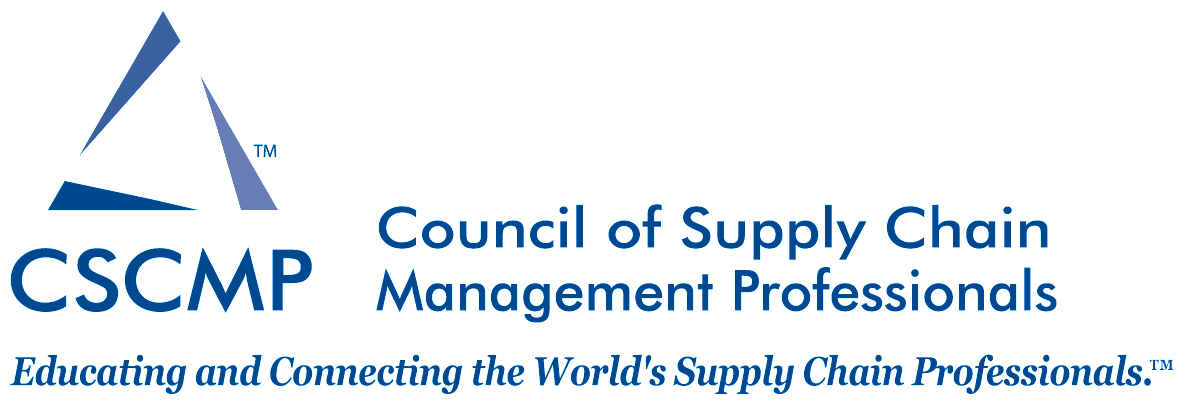 TM
CSCMP
Council of Supply Chain
Management Professionals
Educating and Connecting the World's Supply Chain Professionals.™